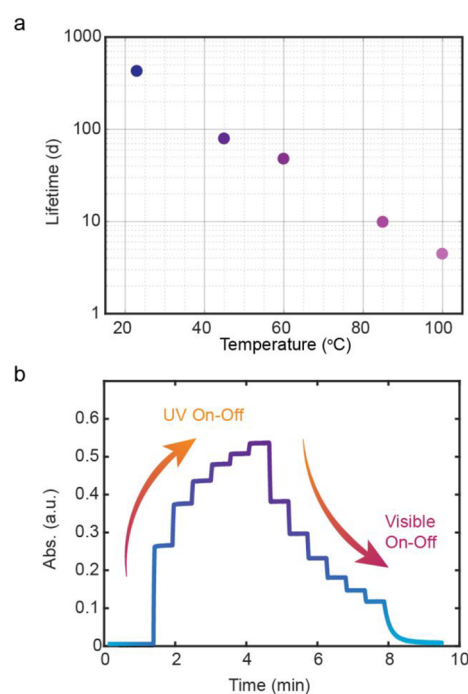 a
1000
100
10
1
Lifetime (d)
20 40 60 80 100
Temperature (°C)
b
UV On-Off
Visible
On-Off
0.6
0.5
0.4
0.3
0.2
0.1
0
Abs. (a.u.)
0 2 4 6 8 10
Time (min)